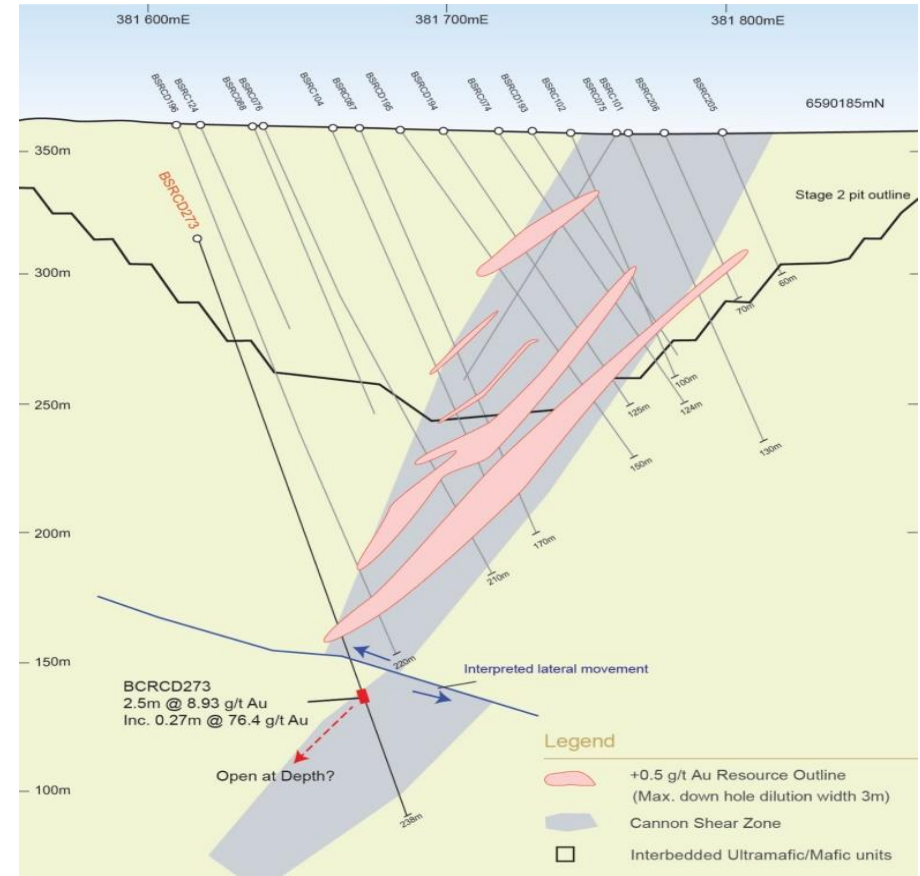 381 600mE
381 700mE
381 800mE
BSRCD196
BSRC124
BSRC088
BSRC076
BSRC104
BSRC087
BSRCD195
BSRCD194
BSRC074
BSRCD193
BSRC102
BSRC075
BSRC101
BSRC206
BSRC205
6590185mN
350m
BSRCD273
Stage 2 pit outline
300m
60m
70m
250m
100m
125m
124m
130m
150m
200m
170m
210m
150m
220m
Interpreted lateral movement
BCRCD273
2.5m @ 8.93 g/t Au
Inc. 0.27m @ 76.4 g/t Au
Open at Depth?
100m
238m
Legend
+0.5 g/t Au Resource Outline
(Max. down hole dilution width 3m)
Cannon Shear Zone
Interbedded Ultramafic/Mafic units